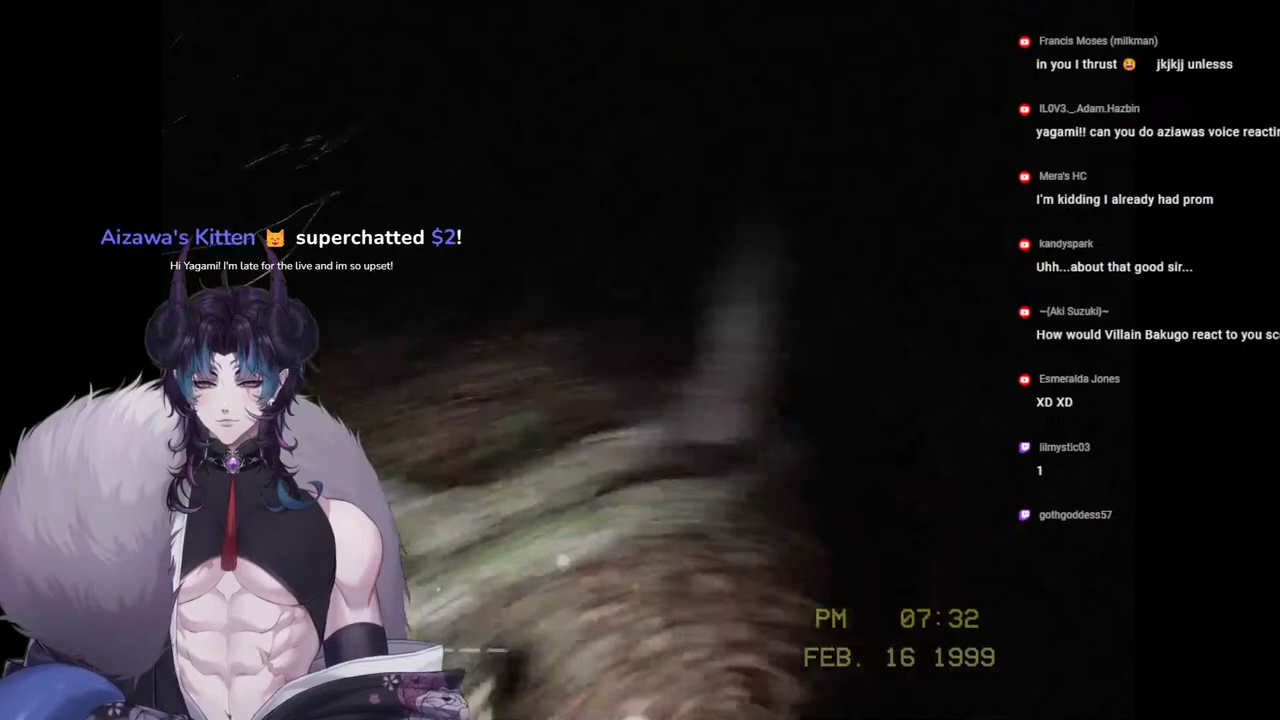 Francis Moses (milkman)
in you I thrust 😩 jkjkjj unlesss
IL0V3._.Adam.Hazbin
yagami!! can you do aziawas voice reactin
Mera's HC
I'm kidding I already had prom
Aizawa's Kitten 😸 superchatted $2!
Hi Yagami! I'm late for the live and im so upset!
kandyspark
Uhh...about that good sir...
~{Aki Suzuki}~
How would Villain Bakugo react to you sc
Esmeralda Jones
XD XD
lilmystic03
1
gothgoddess57
PM 07:32
FEB. 16 1999